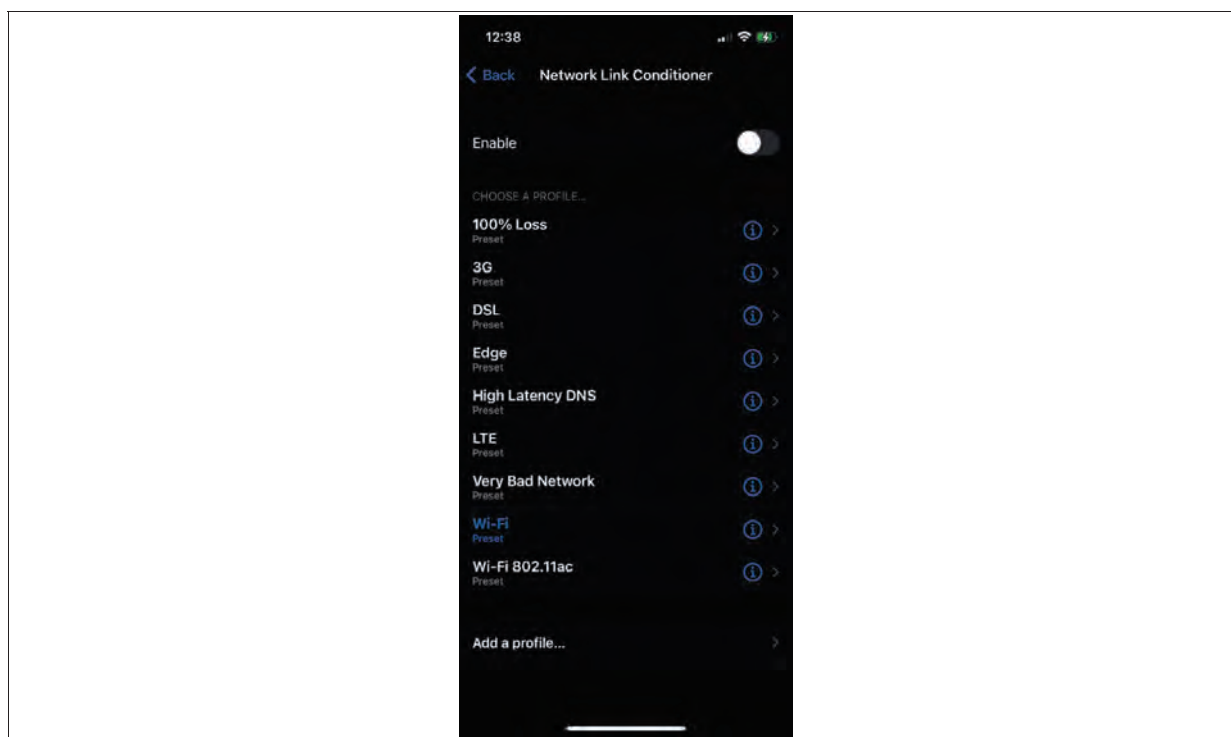 12:38
Back Network Link Conditioner
Enable
CHOOSE A PROFILE...
100% Loss
Preset
3G
Preset
DSL
Preset
Edge
Preset
High Latency DNS
Preset
LTE
Preset
Very Bad Network
Preset
Wi-Fi
Preset
Wi-Fi 802.11ac
Preset
Add a profile...